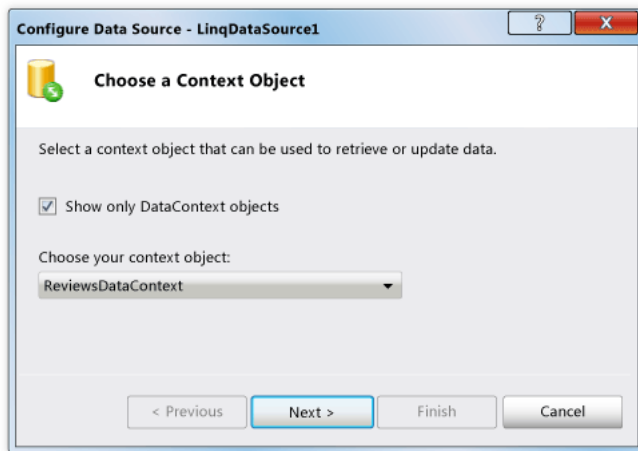 Configure Data Source - LinqDataSource1
?
X
Choose a Context Object
Select a context object that can be used to retrieve or update data.
Show only DataContext objects
Choose your context object:
ReviewsDataContext
< Previous Next > Finish Cancel